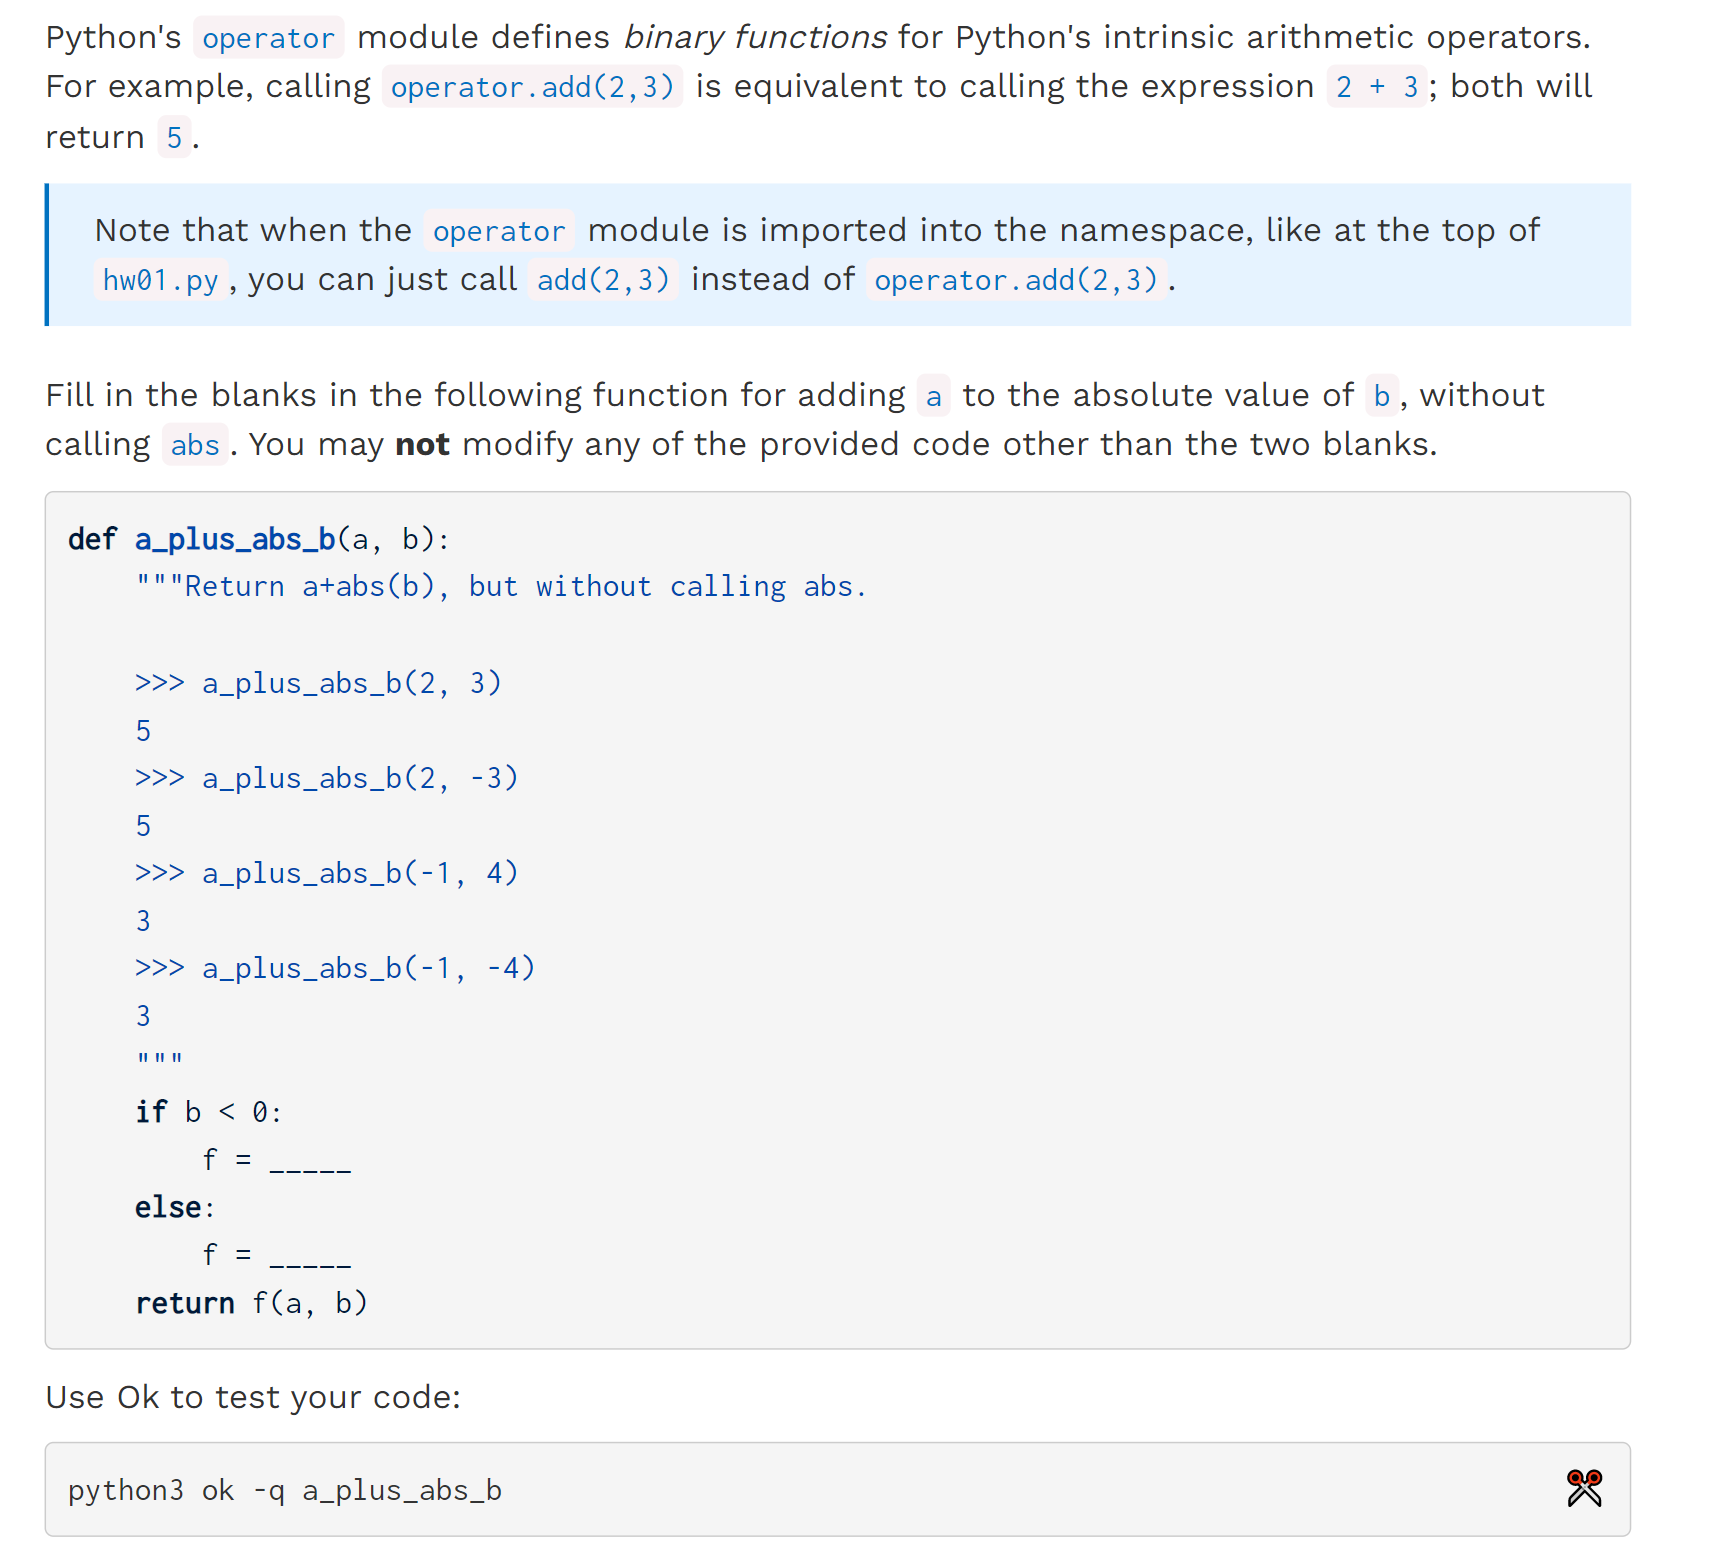 Python's operator module defines binary functions for Python's intrinsic arithmetic operators.
For example, calling operator.add(2,3) is equivalent to calling the expression 2 + 3; both will
return 5.
Note that when the operator module is imported into the namespace, like at the top of
hw01.py, you can just call add(2,3) instead of operator.add(2,3).
Fill in the blanks in the following function for adding a to the absolute value of b, without
calling abs. You may not modify any of the provided code other than the two blanks.
def a_plus_abs_b(a, b):
    """Return a+abs(b), but without calling abs.

    >>> a_plus_abs_b(2, 3)
    5
    >>> a_plus_abs_b(2, -3)
    5
    >>> a_plus_abs_b(-1, 4)
    3
    >>> a_plus_abs_b(-1, -4)
    3
    """
    if b < 0:
        f = _____
    else:
        f = _____
    return f(a, b)
Use Ok to test your code:
python3 ok -q a_plus_abs_b